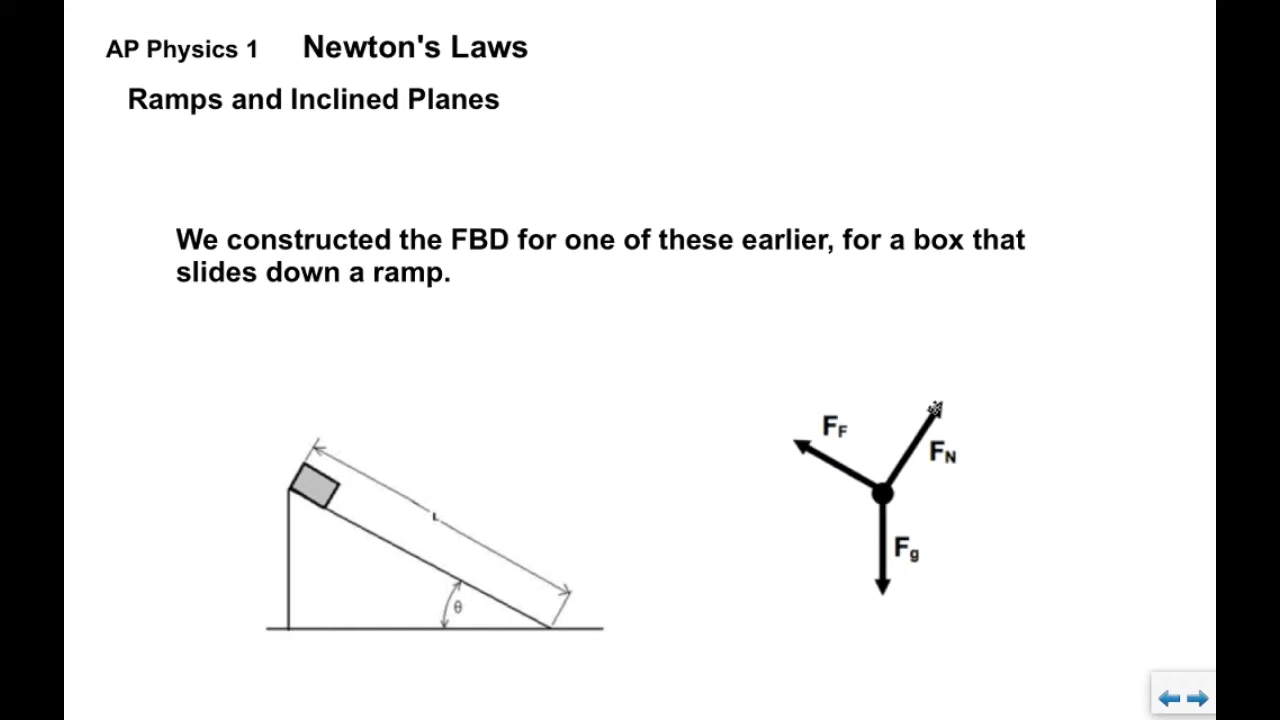 AP Physics 1 Newton's Laws
Ramps and Inclined Planes
We constructed the FBD for one of these earlier, for a box that
slides down a ramp.
L
θ
FF
FN
Fg